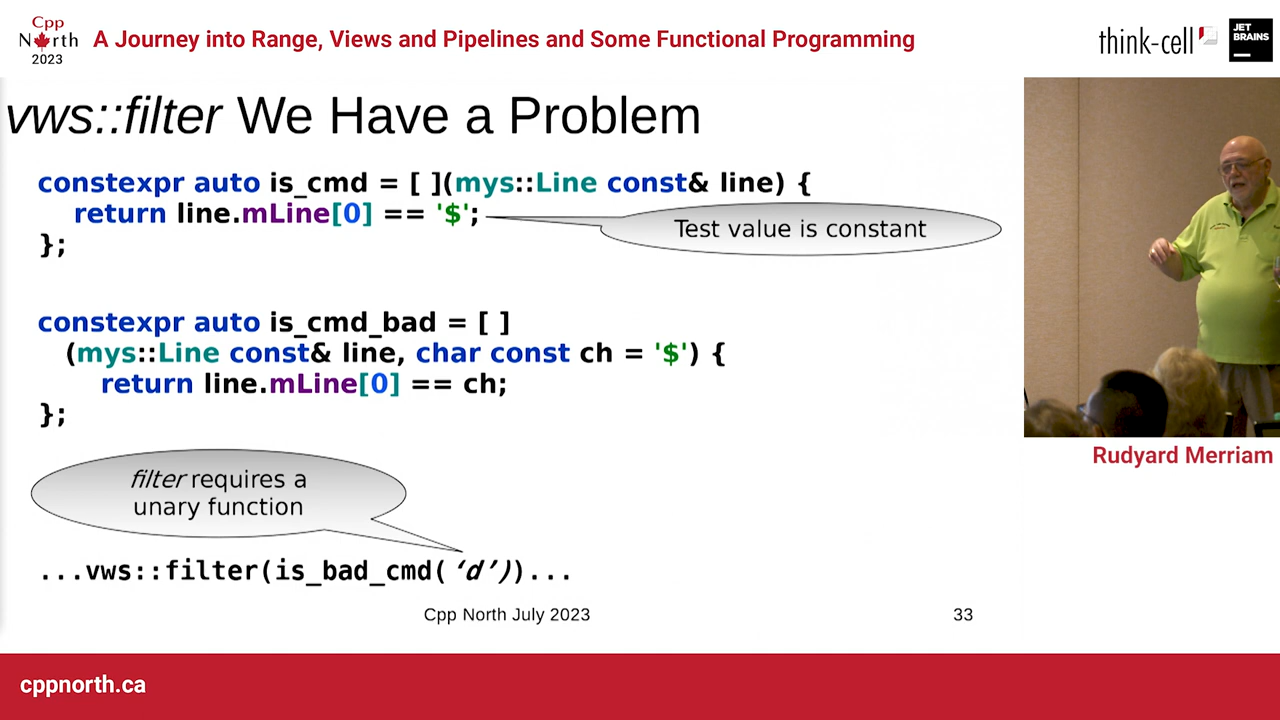 Cpp
North
2023
A Journey into Range, Views and Pipelines and Some Functional Programming
think-cell
JET
BRAINS
vws::filter We Have a Problem
constexpr auto is_cmd = [ ](mys::Line const& line) {
return line.mLine[0] == '$';
};
Test value is constant
constexpr auto is_cmd_bad = [ ]
(mys::Line const& line, char const ch = '$') {
return line.mLine[0] == ch;
};
filter requires a
unary function
...vws::filter(is_bad_cmd(‘d’))...
Cpp North July 2023
33
Rudyard Merriam
cppnorth.ca